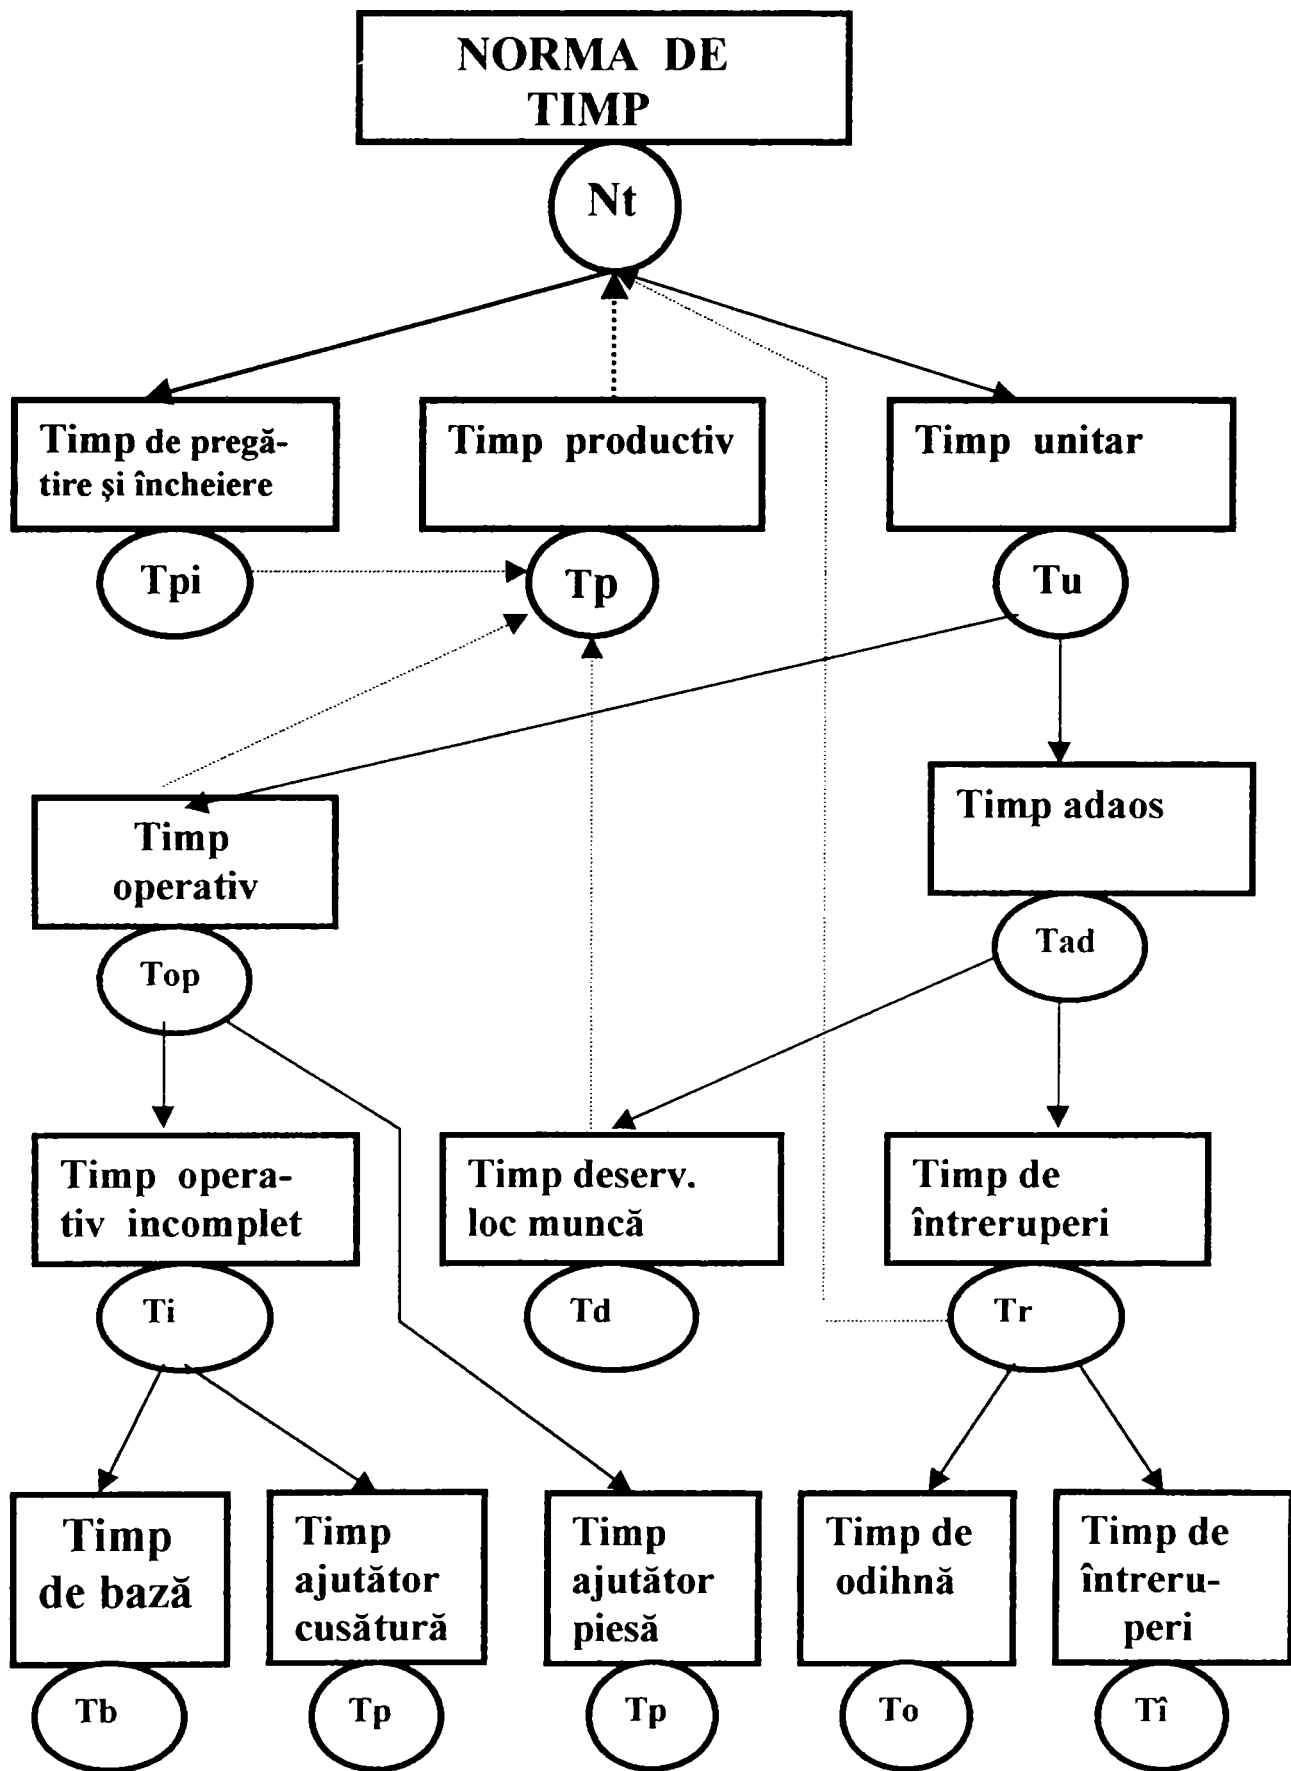 NORMA DE
TIMP
Nt
Timp de pregă-
tire şi încheiere
Tpi
Timp productiv
Tp
Timp unitar
Tu
Timp
operativ
Top
Timp adaos
Tad
Timp opera-
tiv incomplet
Ti
Timp deserv.
loc muncă
Td
Timp de
întreruperi
Tr
Timp
de bază
Tb
Timp
ajutător
cusătură
Tp
Timp
ajutător
piesă
Tp
Timp de
odihnă
To
Timp de
întreru-
peri
Tî